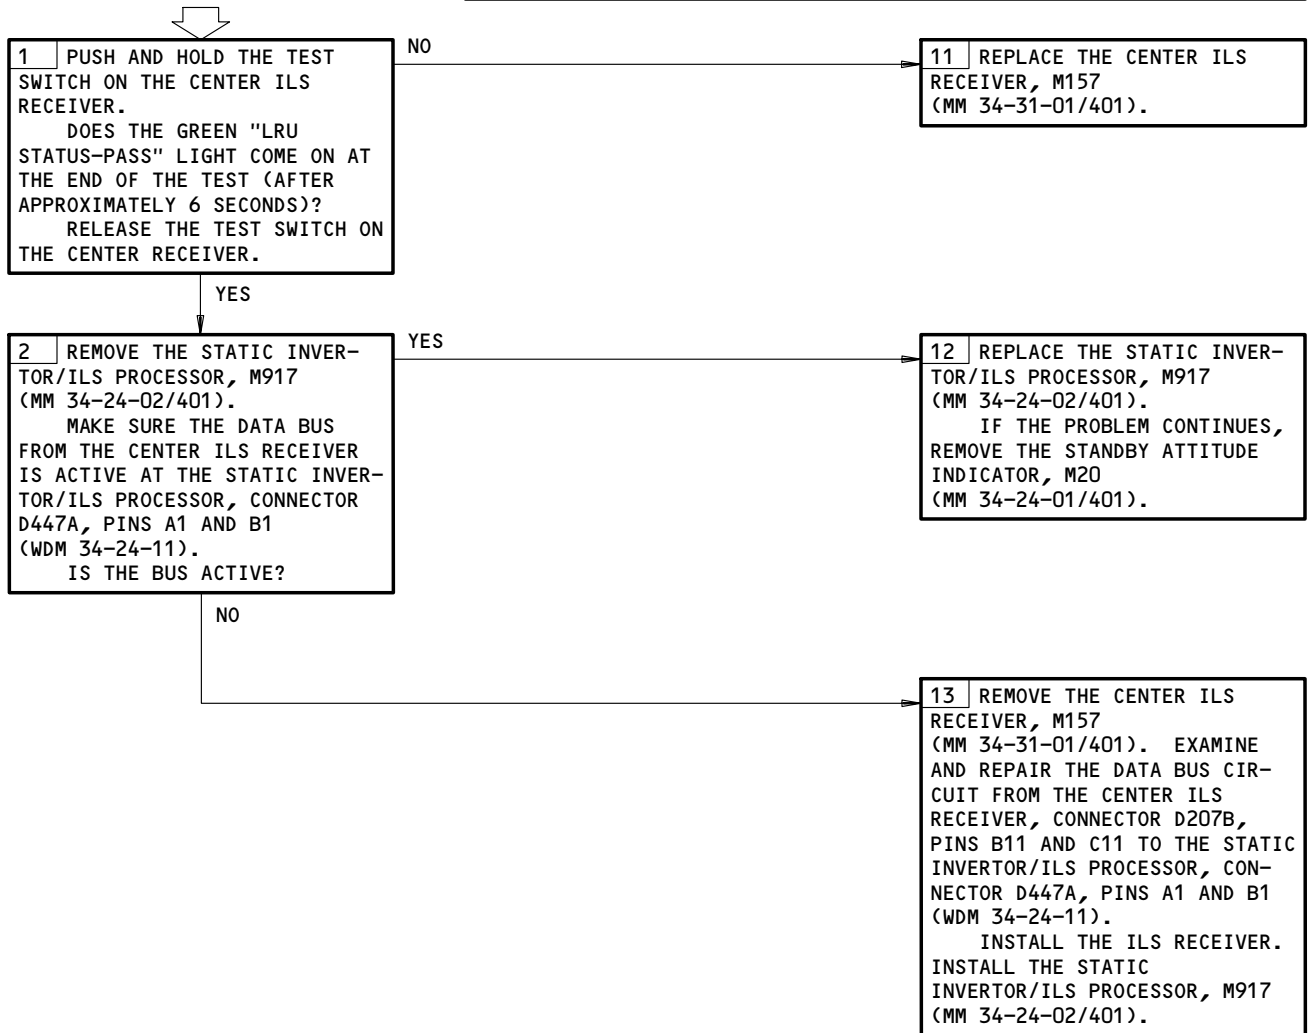 1 PUSH AND HOLD THE TEST
SWITCH ON THE CENTER ILS
RECEIVER.
DOES THE GREEN "LRU
STATUS-PASS" LIGHT COME ON AT
THE END OF THE TEST (AFTER
APPROXIMATELY 6 SECONDS)?
RELEASE THE TEST SWITCH ON
THE CENTER RECEIVER.
NO
11 REPLACE THE CENTER ILS
RECEIVER, M157
(MM 34-31-01/401).
YES
2 REMOVE THE STATIC INVER-
TOR/ILS PROCESSOR, M917
(MM 34-24-02/401).
MAKE SURE THE DATA BUS
FROM THE CENTER ILS RECEIVER
IS ACTIVE AT THE STATIC INVER-
TOR/ILS PROCESSOR, CONNECTOR
D447A, PINS A1 AND B1
(WDM 34-24-11).
IS THE BUS ACTIVE?
YES
12 REPLACE THE STATIC INVER-
TOR/ILS PROCESSOR, M917
(MM 34-24-02/401).
IF THE PROBLEM CONTINUES,
REMOVE THE STANDBY ATTITUDE
INDICATOR, M20
(MM 34-24-01/401).
NO
13 REMOVE THE CENTER ILS
RECEIVER, M157
(MM 34-31-01/401). EXAMINE
AND REPAIR THE DATA BUS CIR-
CUIT FROM THE CENTER ILS
RECEIVER, CONNECTOR D207B,
PINS B11 AND C11 TO THE STATIC
INVERTOR/ILS PROCESSOR, CON-
NECTOR D447A, PINS A1 AND B1
(WDM 34-24-11).
INSTALL THE ILS RECEIVER.
INSTALL THE STATIC
INVERTOR/ILS PROCESSOR, M917
(MM 34-24-02/401).